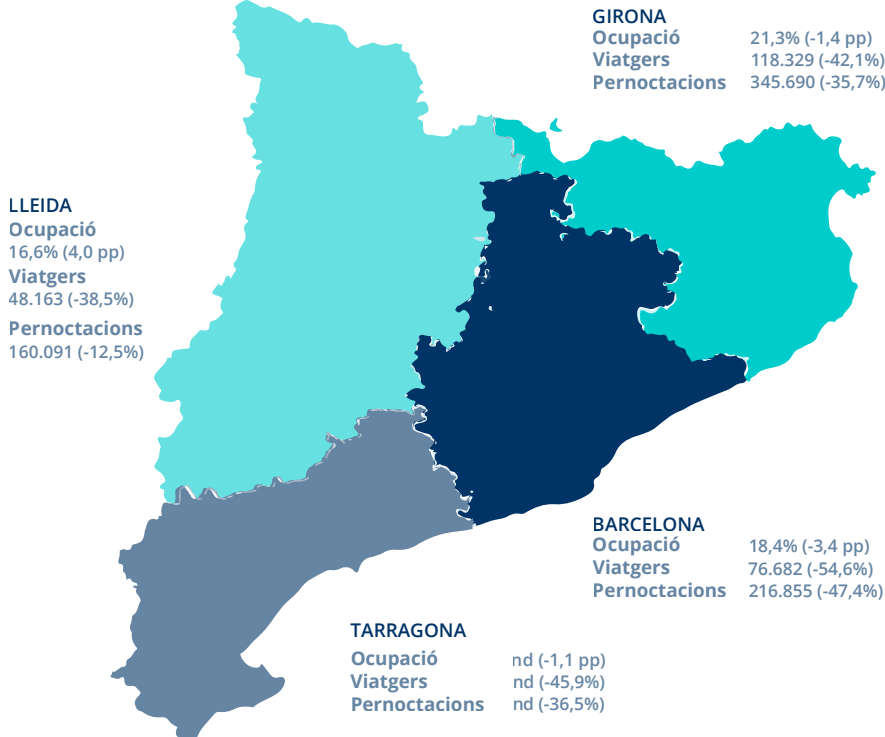 GIRONA
Ocupació 21,3% (-1,4 pp)
Viatgers 118.329 (-42,1%)
Pernoctacions 345.690 (-35,7%)
LLEIDA
Ocupació
16,6% (4,0 pp)
Viatgers
48.163 (-38,5%)
Pernoctacions
160.091 (-12,5%)
BARCELONA
Ocupació 18,4% (-3,4 pp)
Viatgers 76.682 (-54,6%)
Pernoctacions 216.855 (-47,4%)
TARRAGONA
Ocupació nd (-1,1 pp)
Viatgers nd (-45,9%)
Pernoctacions nd (-36,5%)